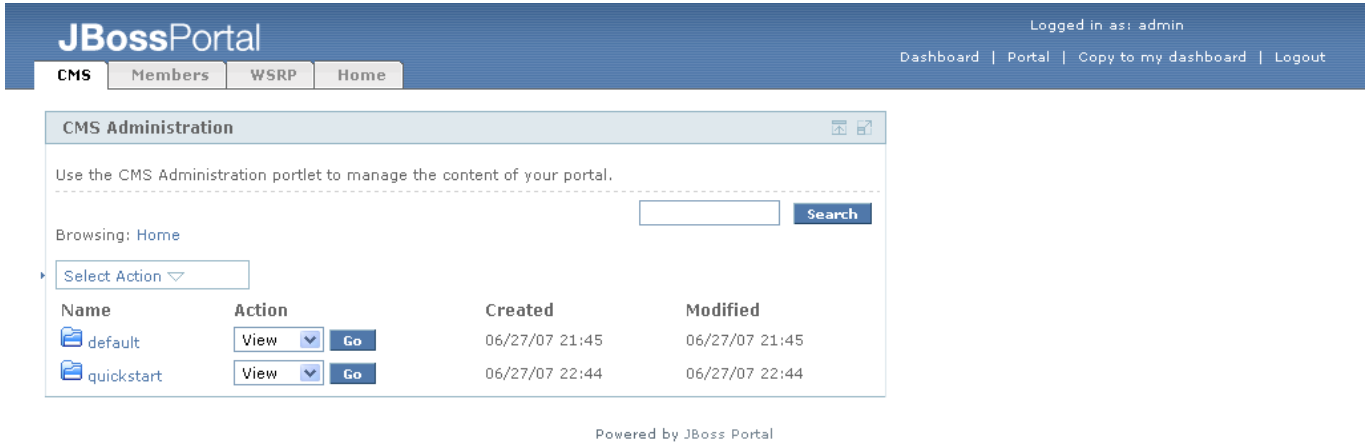 JBossPortal
Logged in as: admin
Dashboard | Portal | Copy to my dashboard | Logout
CMS Members WSRP Home
CMS Administration
Use the CMS Administration portlet to manage the content of your portal.
Search
Browsing: Home
Select Action
Name Action Created Modified
default View Go 06/27/07 21:45 06/27/07 21:45
quickstart View Go 06/27/07 22:44 06/27/07 22:44
Powered by JBoss Portal